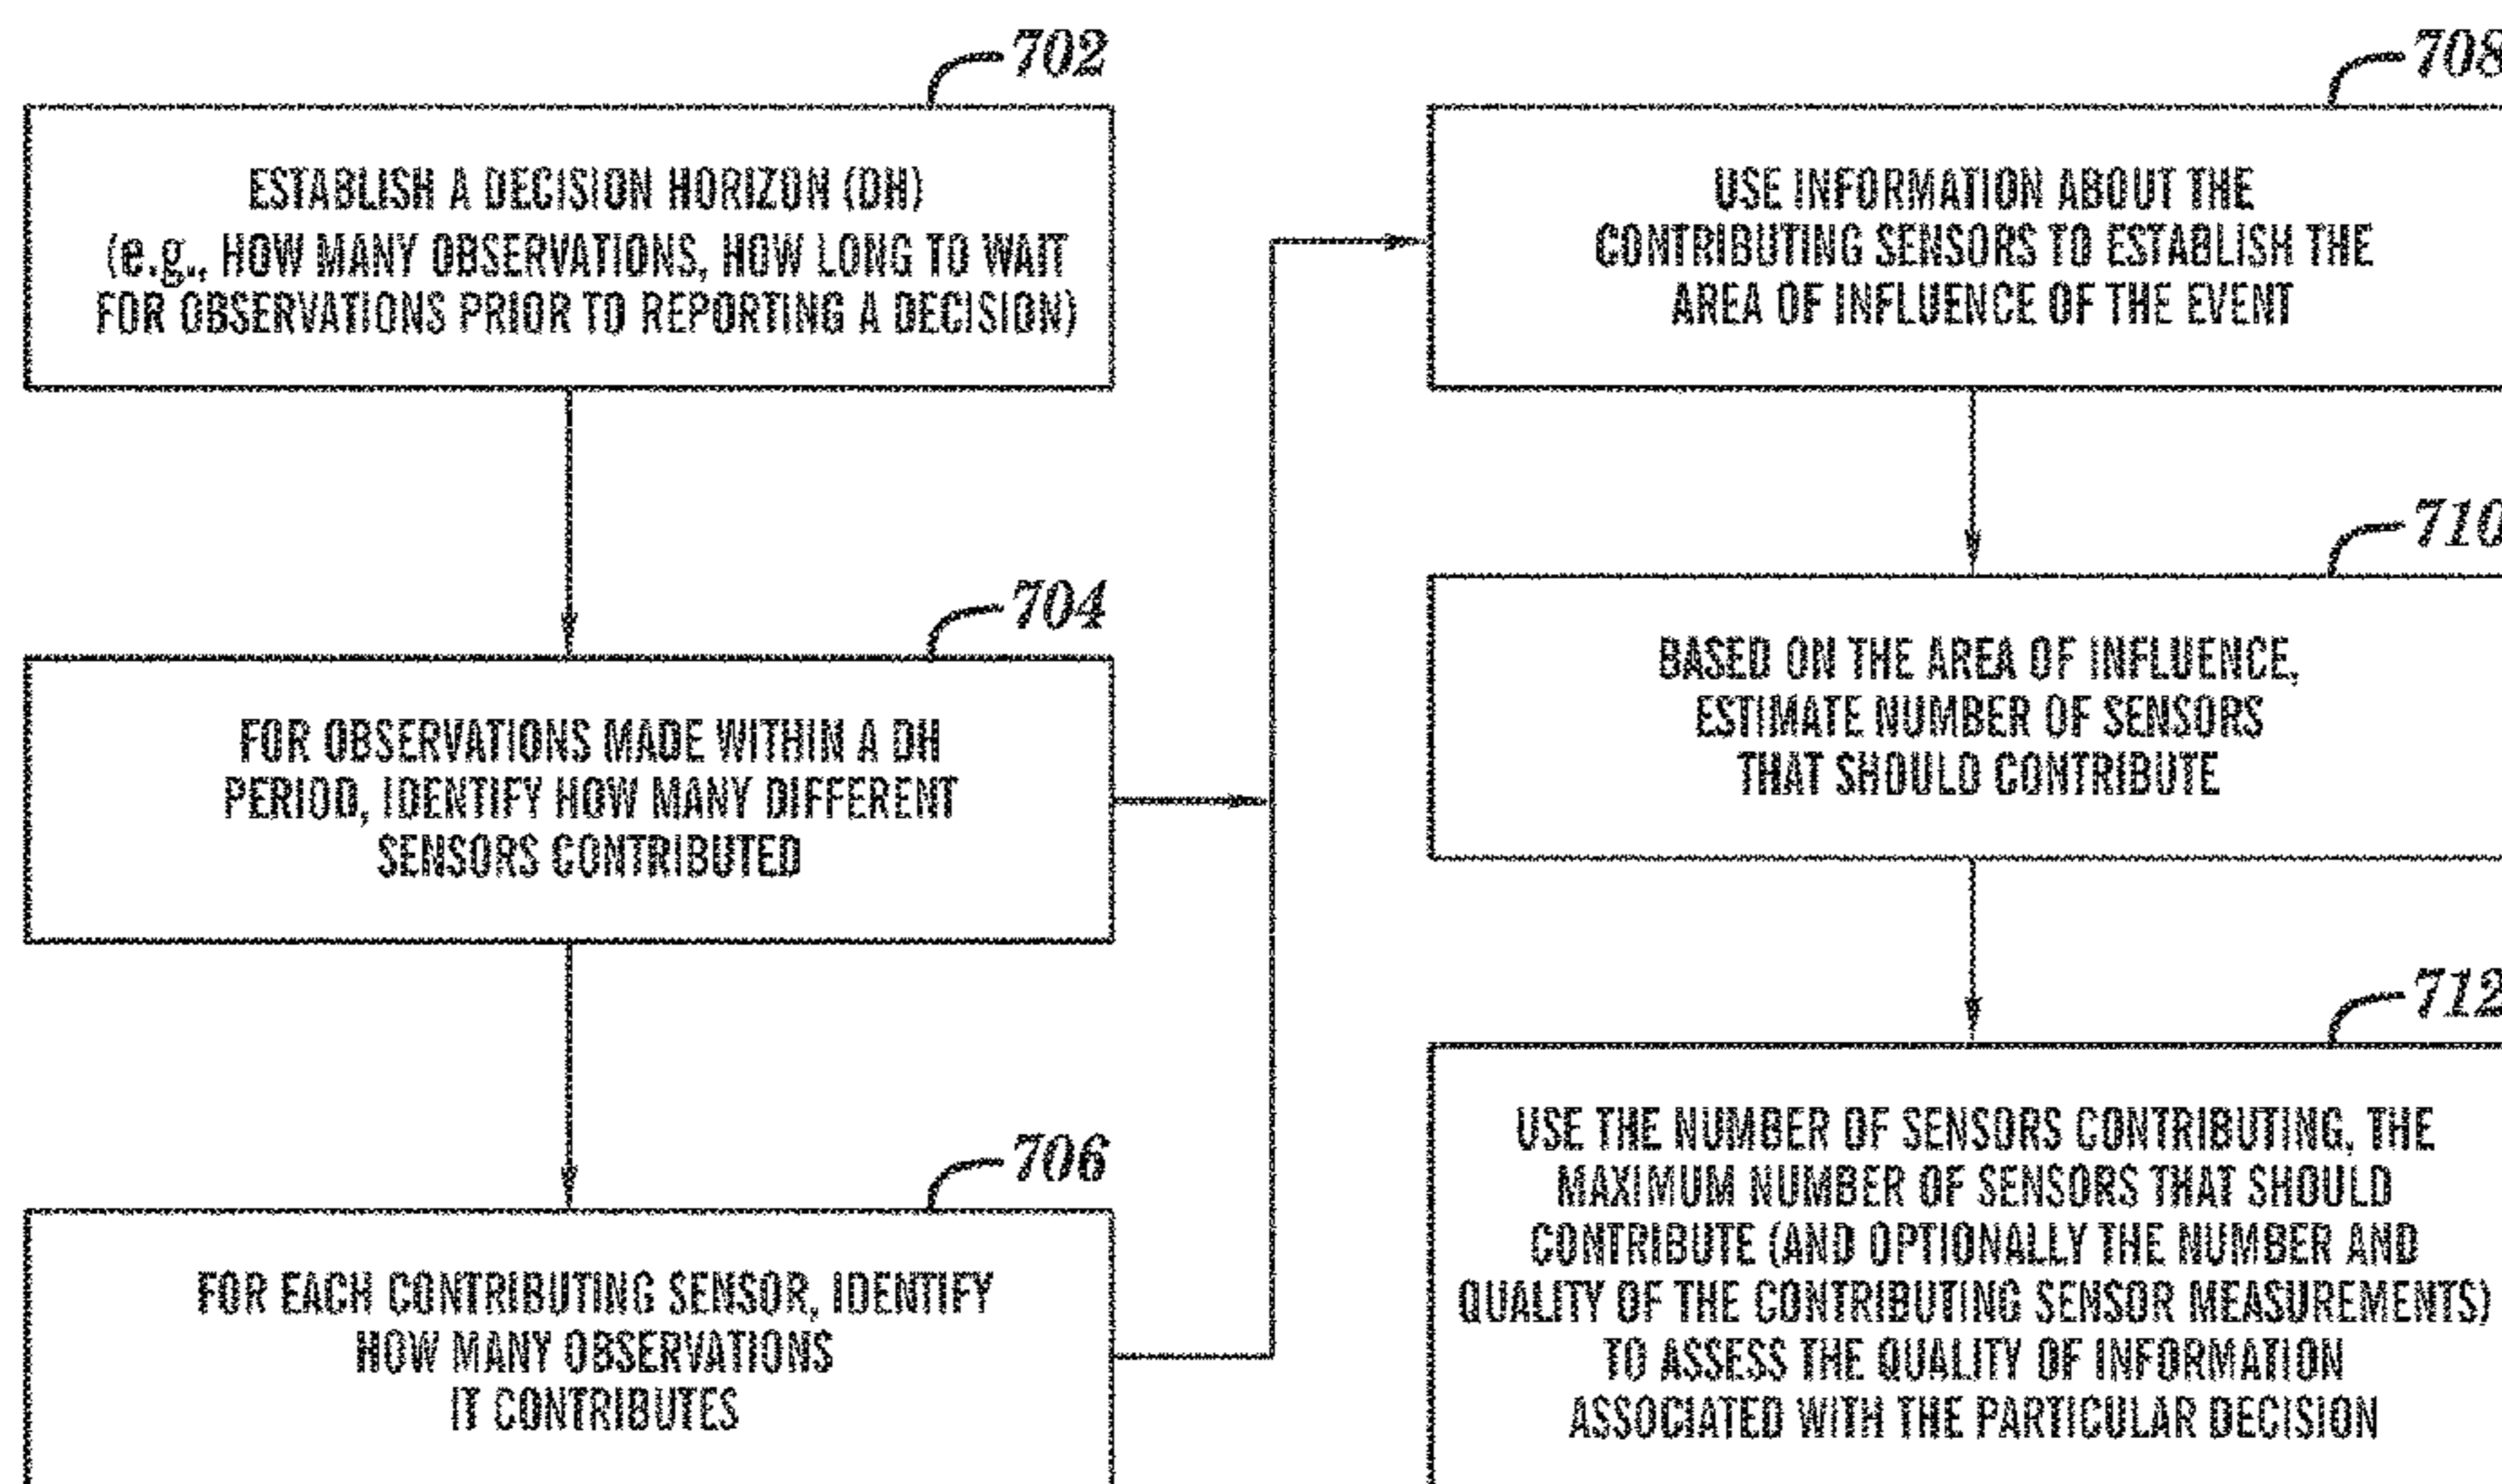 702
ESTABLISH A DECISION HORIZON (DH)
(e.g., HOW MANY OBSERVATIONS, HOW LONG TO WAIT
FOR OBSERVATIONS PRIOR TO REPORTING A DECISION)
704
FOR OBSERVATIONS MADE WITHIN A DH
PERIOD, IDENTIFY HOW MANY DIFFERENT
SENSORS CONTRIBUTED
706
FOR EACH CONTRIBUTING SENSOR, IDENTIFY
HOW MANY OBSERVATIONS
IT CONTRIBUTES
708
USE INFORMATION ABOUT THE
CONTRIBUTING SENSORS TO ESTABLISH THE
AREA OF INFLUENCE OF THE EVENT
710
BASED ON THE AREA OF INFLUENCE,
ESTIMATE NUMBER OF SENSORS
THAT SHOULD CONTRIBUTE
712
USE THE NUMBER OF SENSORS CONTRIBUTING, THE
MAXIMUM NUMBER OF SENSORS THAT SHOULD
CONTRIBUTE (AND OPTIONALLY THE NUMBER AND
QUALITY OF THE CONTRIBUTING SENSOR MEASUREMENTS)
TO ASSESS THE QUALITY OF INFORMATION
ASSOCIATED WITH THE PARTICULAR DECISION